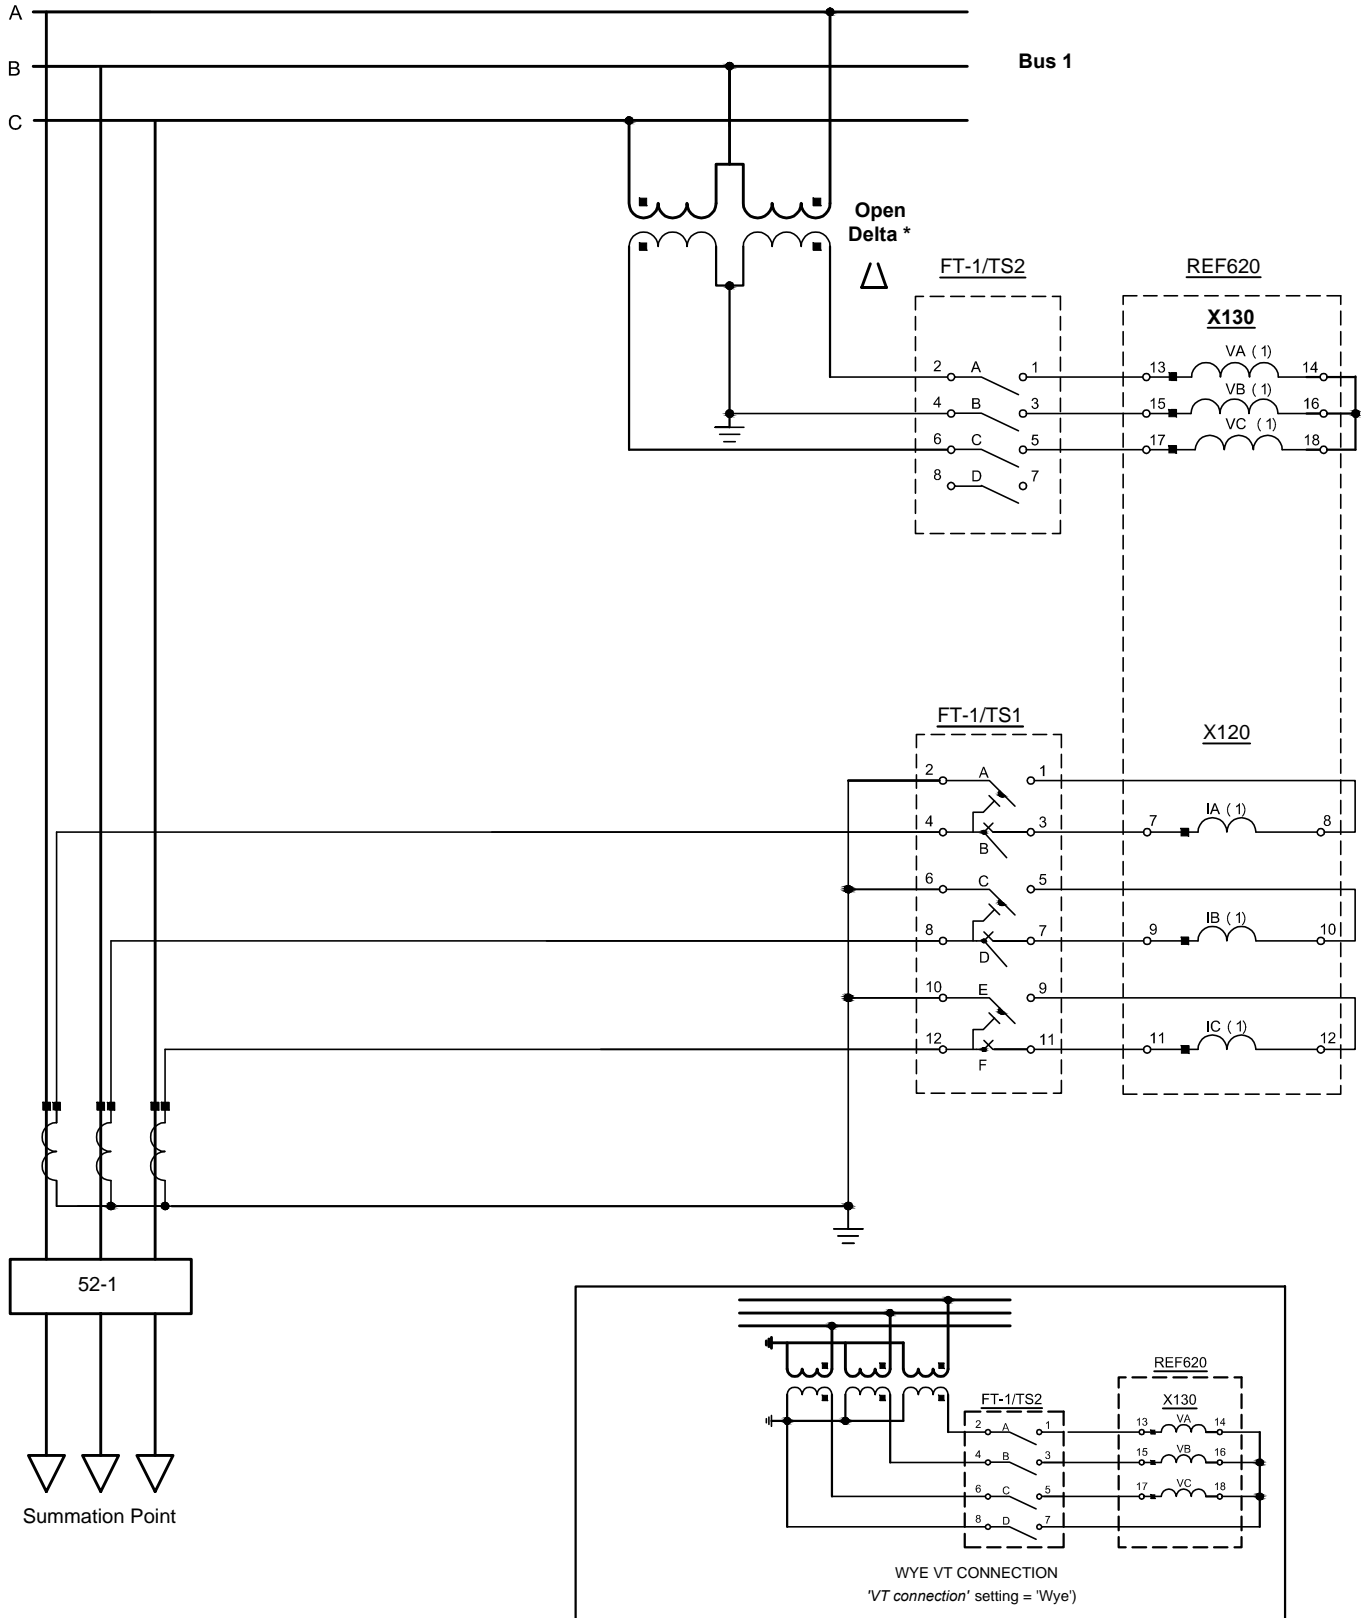 A
B
Bus 1
C
Open
Delta *
FT-1/TS2
REF620
X130
2 A 1 13 VA ( 1) 14
4 B 3 15 VB ( 1) 16
6 C 5 17 VC ( 1) 18
8 D 7
FT-1/TS1
X120
2 A 1
4 B 3 7 IA ( 1) 8
6 C 5
8 D 7 9 IB ( 1) 10
10 E 9
12 F 11 11 IC ( 1) 12
52-1
Summation Point
REF620
FT-1/TS2
X130
2 A 1 13 VA 14
4 B 3 15 VB 16
6 C 5 17 VC 18
8 D 7
WYE VT CONNECTION
'VT connection' setting = 'Wye')